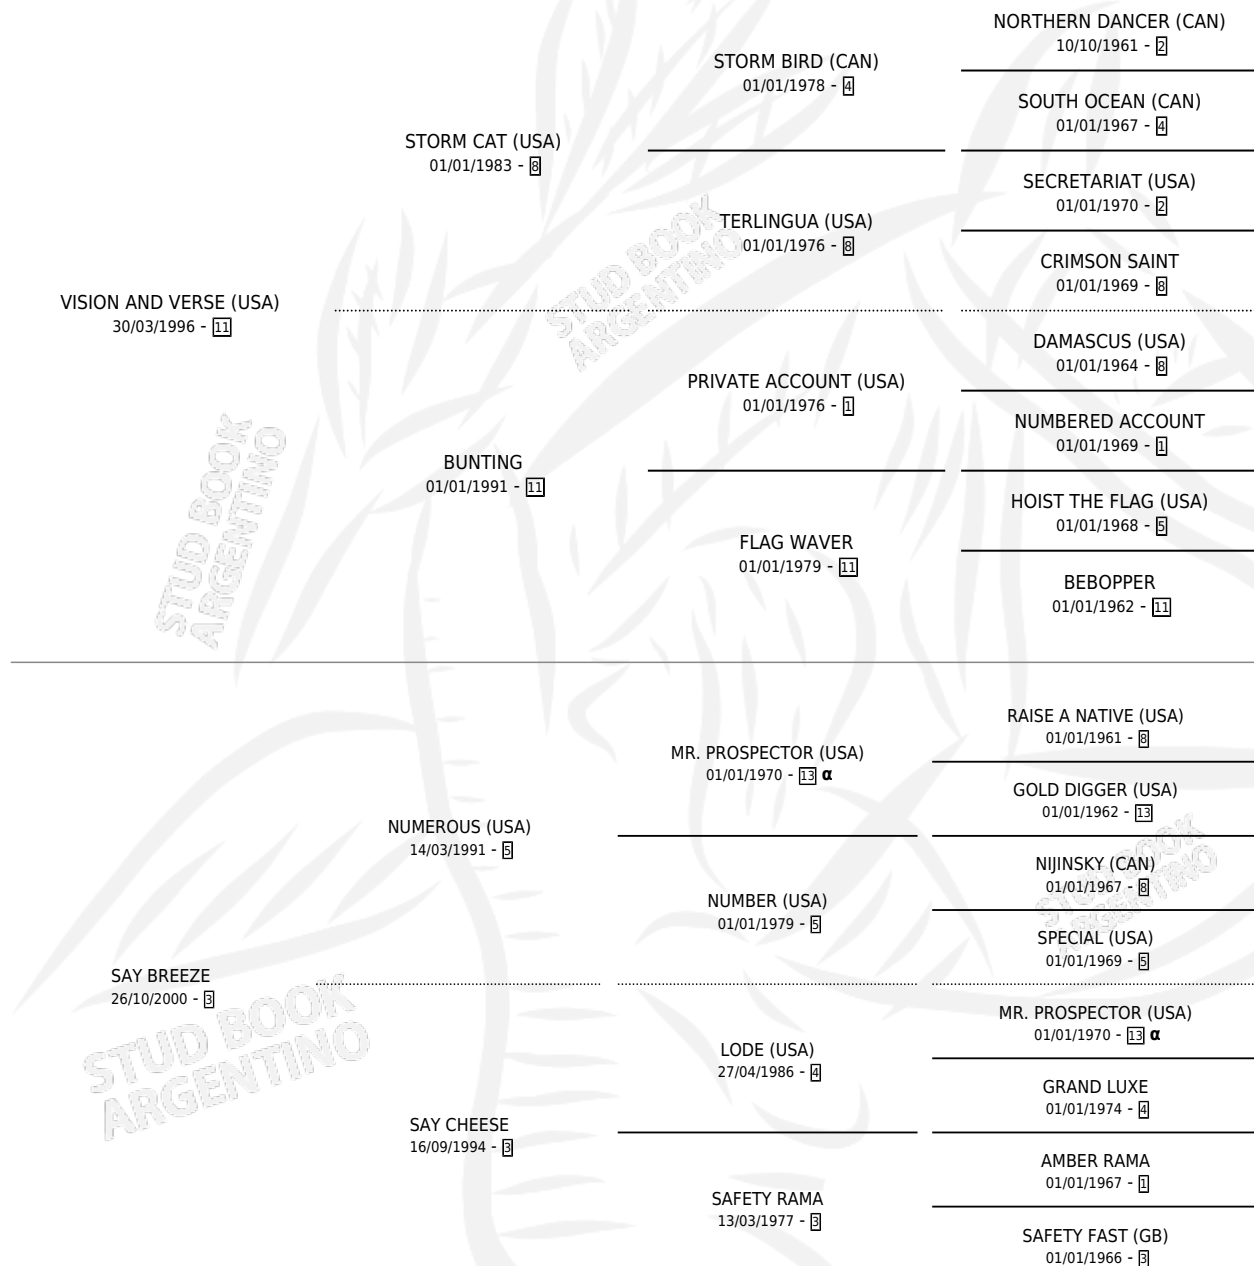 NORTHERN DANCER (CAN)
10/10/1961 - 2
STORM BIRD (CAN)
01/01/1978 - 4
SOUTH OCEAN (CAN)
01/01/1967 - 4
STORM CAT (USA)
01/01/1983 - 8
SECRETARIAT (USA)
01/01/1970 - 2
TERLINGUA (USA)
01/01/1976 - 8
CRIMSON SAINT
01/01/1969 - 8
VISION AND VERSE (USA)
30/03/1996 - 11
DAMASCUS (USA)
01/01/1964 - 8
PRIVATE ACCOUNT (USA)
01/01/1976 - 1
NUMBERED ACCOUNT
01/01/1969 - 1
BUNTING
01/01/1991 - 11
HOIST THE FLAG (USA)
01/01/1968 - 5
FLAG WAVER
01/01/1979 - 11
BEBOPPER
01/01/1962 - 11
RAISE A NATIVE (USA)
01/01/1961 - 8
MR. PROSPECTOR (USA)
01/01/1970 - 13 α
GOLD DIGGER (USA)
01/01/1962 - 13
NUMEROUS (USA)
14/03/1991 - 5
NIJINSKY (CAN)
01/01/1967 - 8
NUMBER (USA)
01/01/1979 - 5
SPECIAL (USA)
01/01/1969 - 5
SAY BREEZE
26/10/2000 - 3
MR. PROSPECTOR (USA)
01/01/1970 - 13 α
LODE (USA)
27/04/1986 - 4
GRAND LUXE
01/01/1974 - 4
SAY CHEESE
16/09/1994 - 3
AMBER RAMA
01/01/1967 - 1
SAFETY RAMA
13/03/1977 - 3
SAFETY FAST (GB)
01/01/1966 - 3
STUD BOOK
ARGENTINO
STUD BOOK
ARGENTINO
STUD BOOK
ARGENTINO
STUD BOOK
ARGENTINO